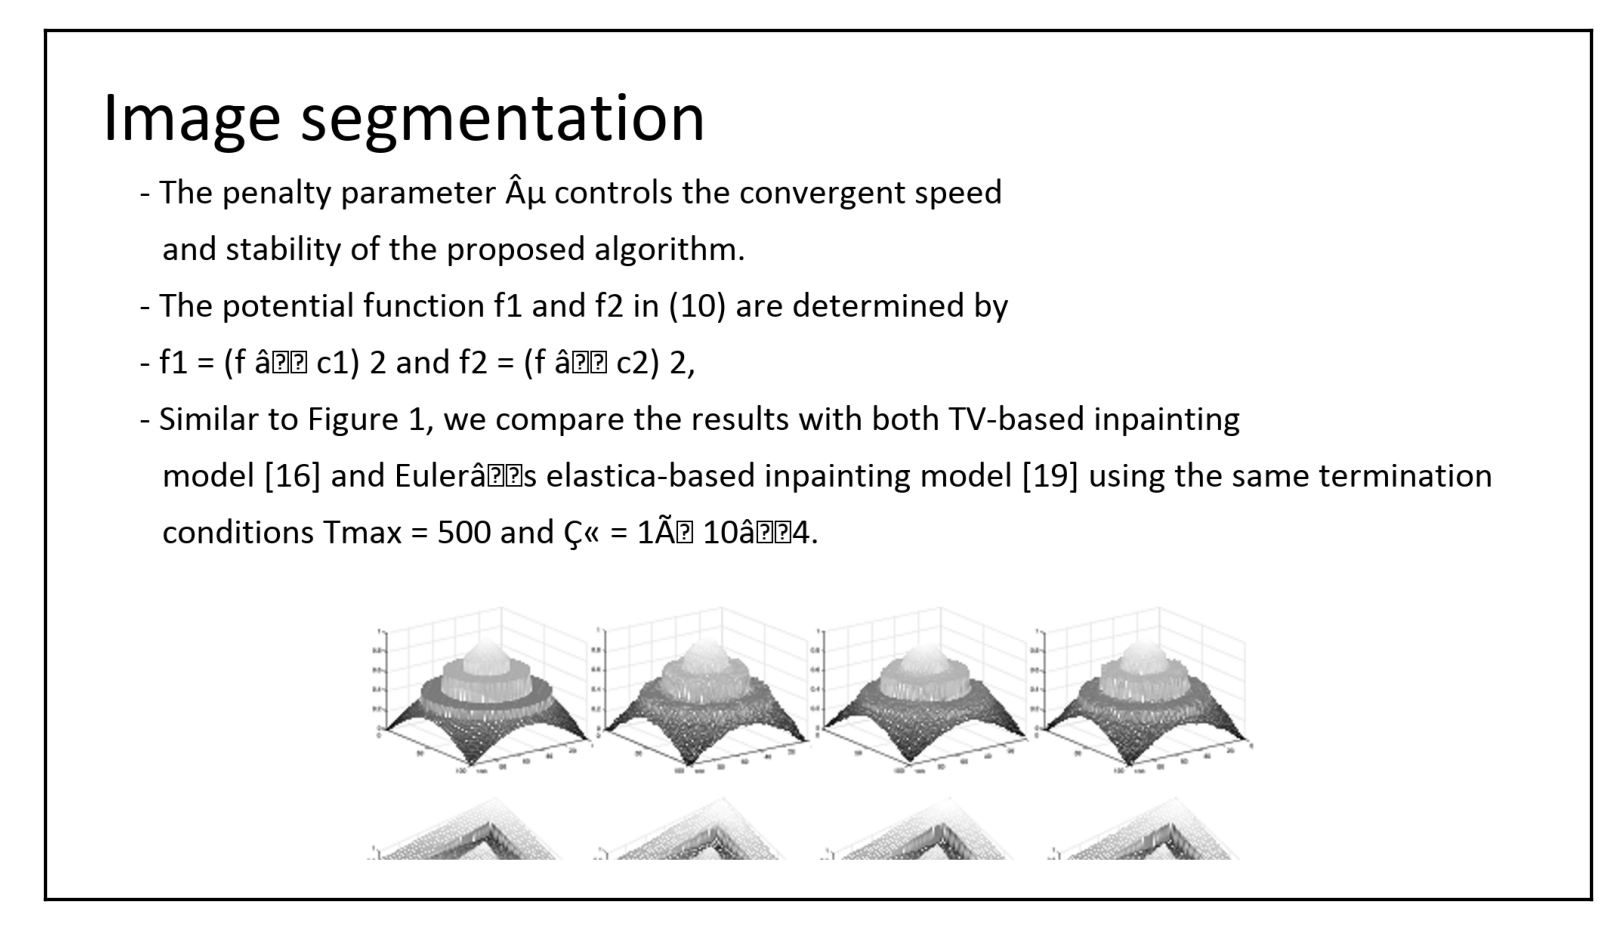 Image segmentation
- The penalty parameter Âµ controls the convergent speed
and stability of the proposed algorithm.
- The potential function f1 and f2 in (10) are determined by
- f1 = (f â�� c1) 2 and f2 = (f â�� c2) 2,
- Similar to Figure 1, we compare the results with both TV-based inpainting
model [16] and Eulerâ��s elastica-based inpainting model [19] using the same termination
conditions Tmax = 500 and Ç« = 1Ã� 10â��4.